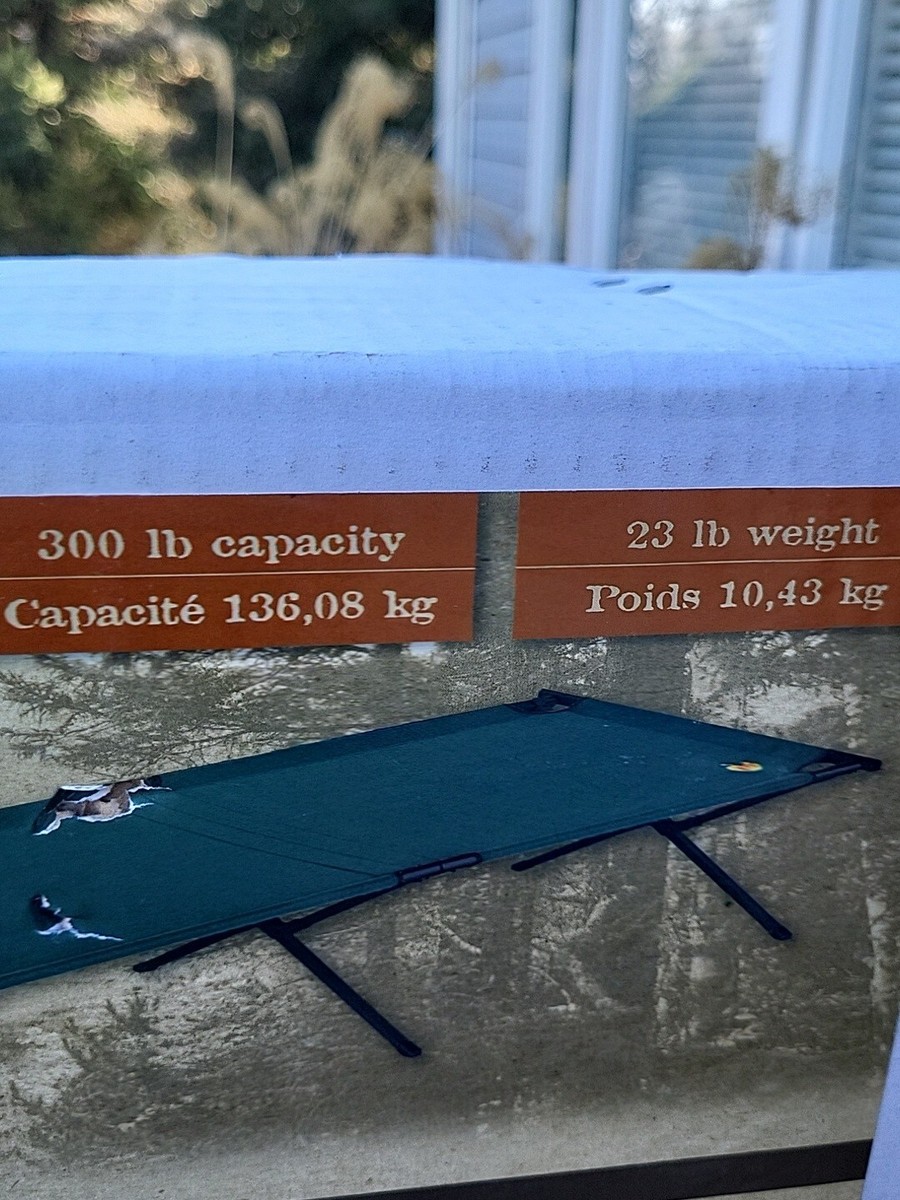 300 lb capacity
Capacité 136,08 kg
23 lb weight
Poids 10,43 kg